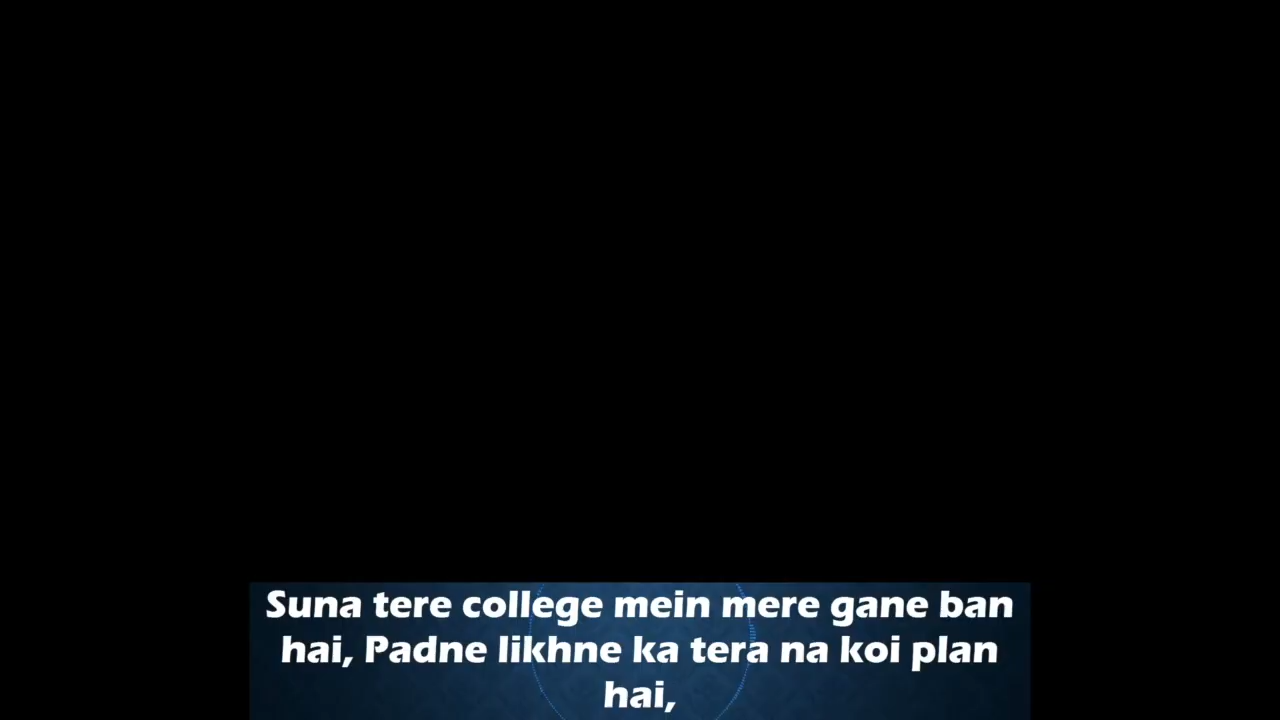 Suna tere college mein mere gane ban
hai, Padne likhne ka tera na koi plan
hai,